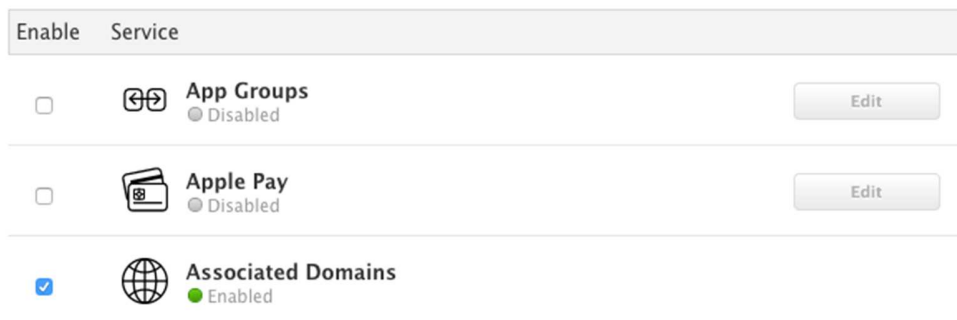 Enable Service
App Groups
Disabled
Edit
Apple Pay
Disabled
Edit
Associated Domains
Enabled